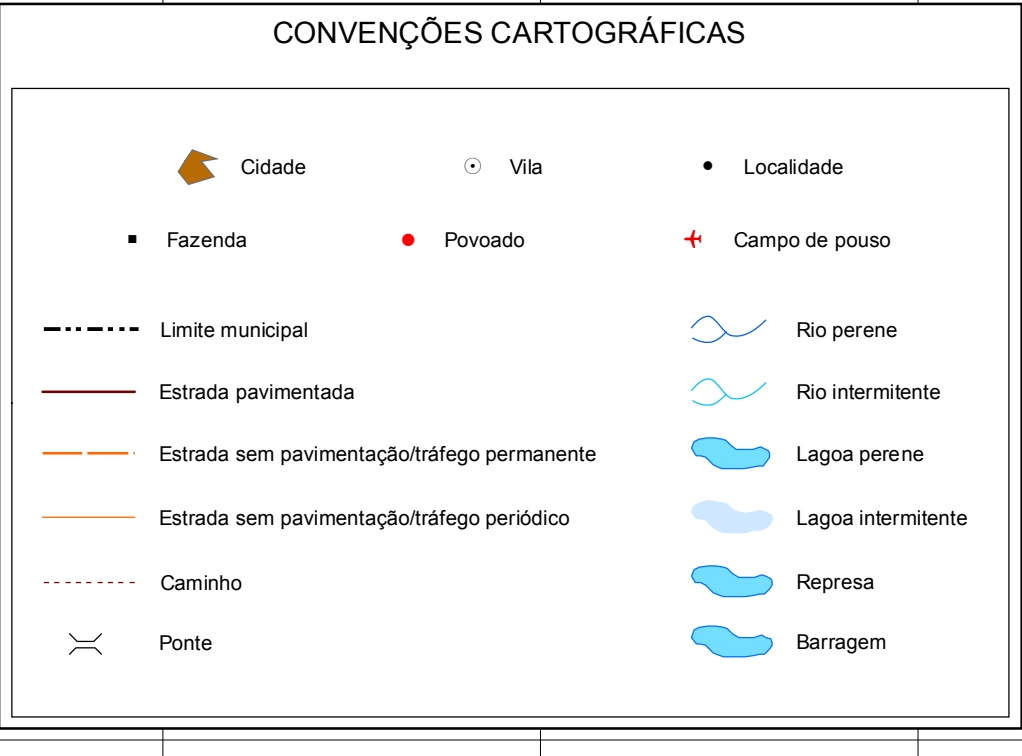 CONVENÇÕES CARTOGRÁFICAS
Cidade
Vila
Localidade
Fazenda
Povoado
Campo de pouso
Limite municipal
Estrada pavimentada
Estrada sem pavimentação/tráfego permanente
Estrada sem pavimentação/tráfego periódico
Caminho
Ponte
Rio perene
Rio intermitente
Lagoa perene
Lagoa intermitente
Represa
Barragem